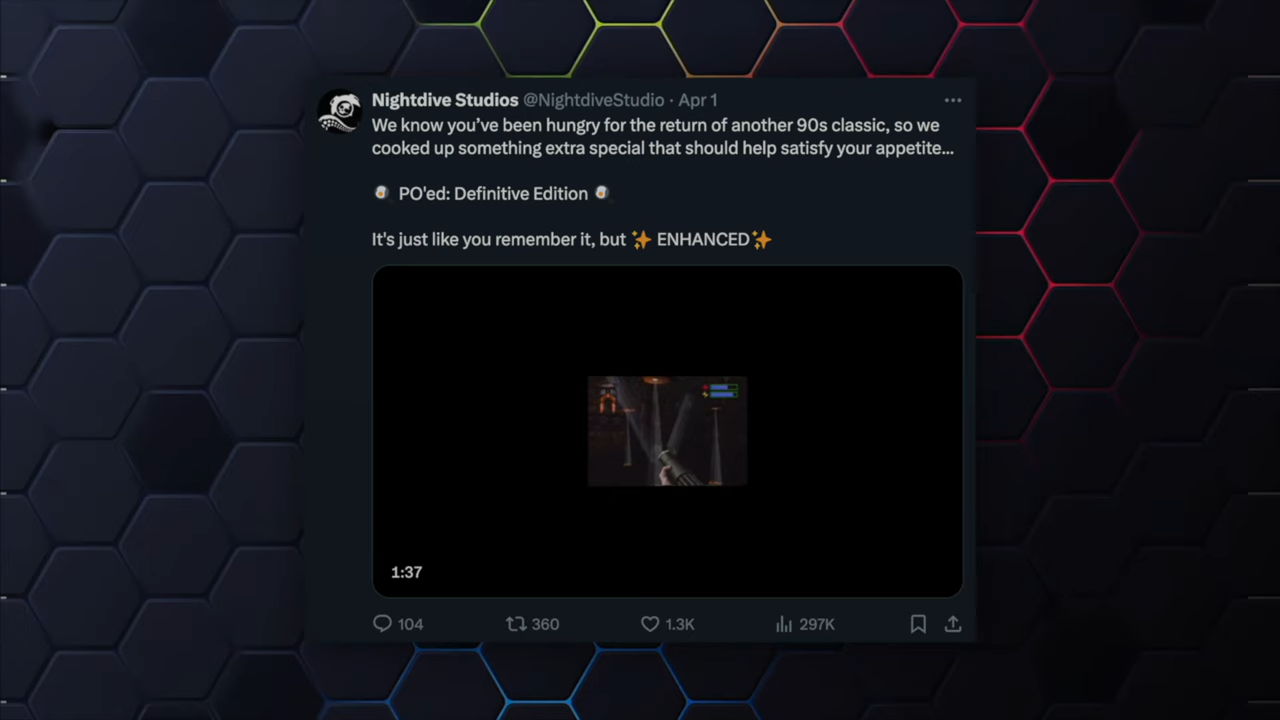 Nightdive Studios @NightdiveStudio · Apr 1
We know you’ve been hungry for the return of another 90s classic, so we
cooked up something extra special that should help satisfy your appetite...
🍳 PO'ed: Definitive Edition 🍳
It's just like you remember it, but ✨ ENHANCED✨
1:37
104 360 1.3K 297K